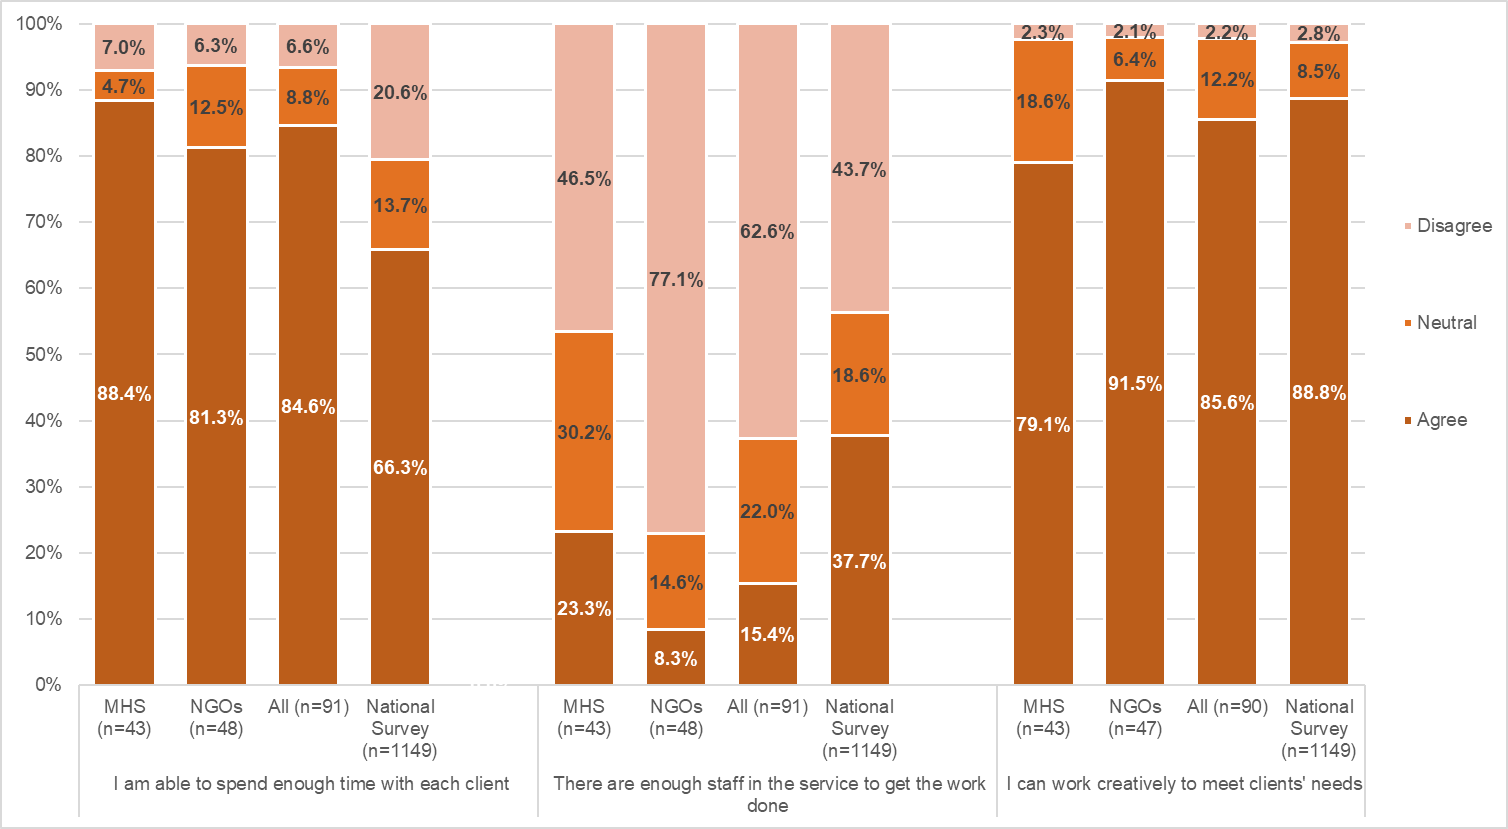 100%
90%
80%
70%
60%
50%
40%
30%
20%
10%
0%
7.0%
4.7%
88.4%
6.3%
12.5%
81.3%
6.6%
8.8%
84.6%
20.6%
13.7%
66.3%
46.5%
30.2%
23.3%
77.1%
14.6%
8.3%
62.6%
22.0%
15.4%
43.7%
18.6%
37.7%
2.3%
18.6%
79.1%
2.1%
6.4%
91.5%
2.2%
12.2%
85.6%
2.8%
8.5%
88.8%
MHS
(n=43)
NGOs
(n=48)
All (n=91)
National
Survey
(n=1149)
MHS
(n=43)
NGOs
(n=48)
All (n=91)
National
Survey
(n=1149)
MHS
(n=43)
NGOs
(n=47)
All (n=90)
National
Survey
(n=1149)
I am able to spend enough time with each client
There are enough staff in the service to get the work
done
I can work creatively to meet clients' needs
Disagree
Neutral
Agree